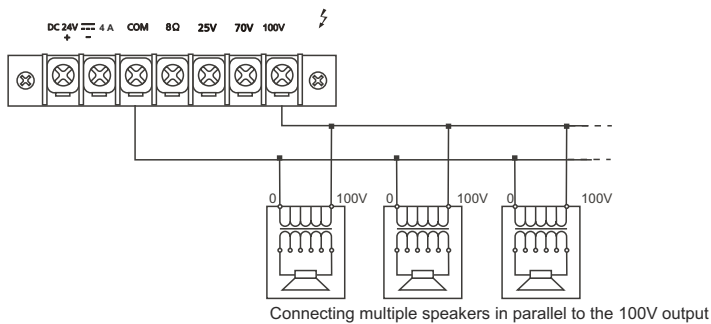 DC 24V ⎓ 4 A COM 8Ω 25V 70V 100V
+ −
0 100V 0 100V 0 100V
Connecting multiple speakers in parallel to the 100V output